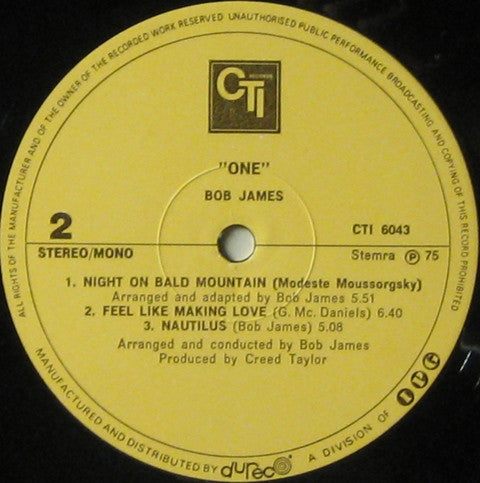 ALL RIGHTS OF THE MANUFACTURER AND OF THE OWNER OF THE RECORDED WORK RESERVED UNAUTHORISED PUBLIC PERFORMANCE BROADCASTING AND COPYING OF THIS RECORD PROHIBITED
CTI
RECORDS
"ONE"
BOB JAMES
2
CTI 6043
STEREO/MONO
Stemra Ⓟ 75
1. NIGHT ON BALD MOUNTAIN (Modeste Moussorgsky)
Arranged and adapted by Bob James 5.51
2. FEEL LIKE MAKING LOVE (G. Mc. Daniels) 6.40
3. NAUTILUS (Bob James) 5.08
Arranged and conducted by Bob James
Produced by Creed Taylor
MANUFACTURED AND DISTRIBUTED BY dureco A DIVISION OF